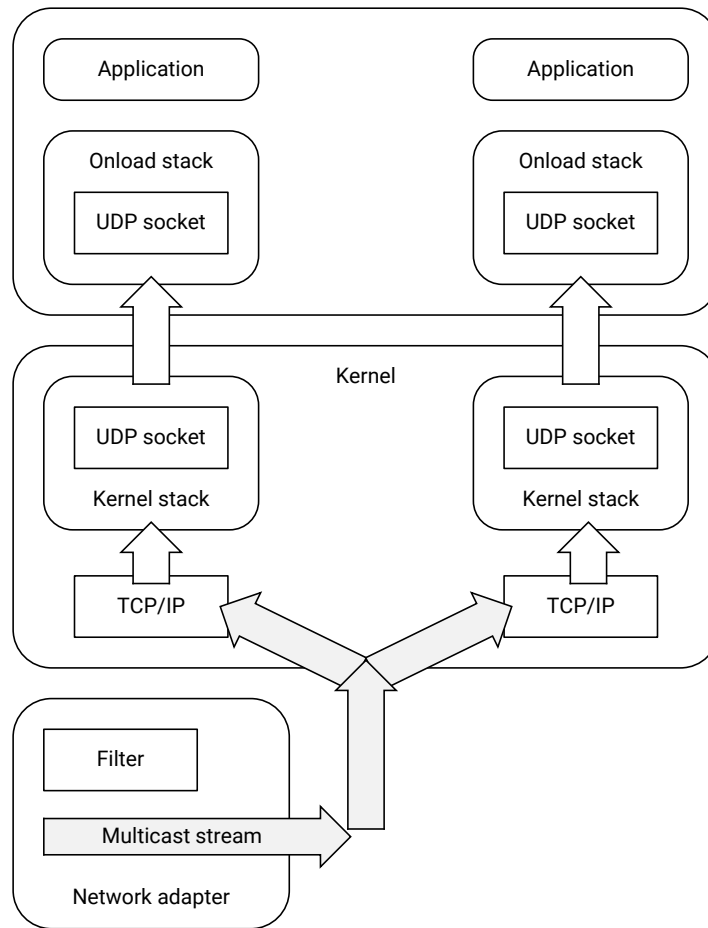 Application
Application
Onload stack
Onload stack
UDP socket
UDP socket
Kernel
UDP socket
UDP socket
Kernel stack
Kernel stack
TCP/IP
TCP/IP
Filter
Multicast stream
Network adapter